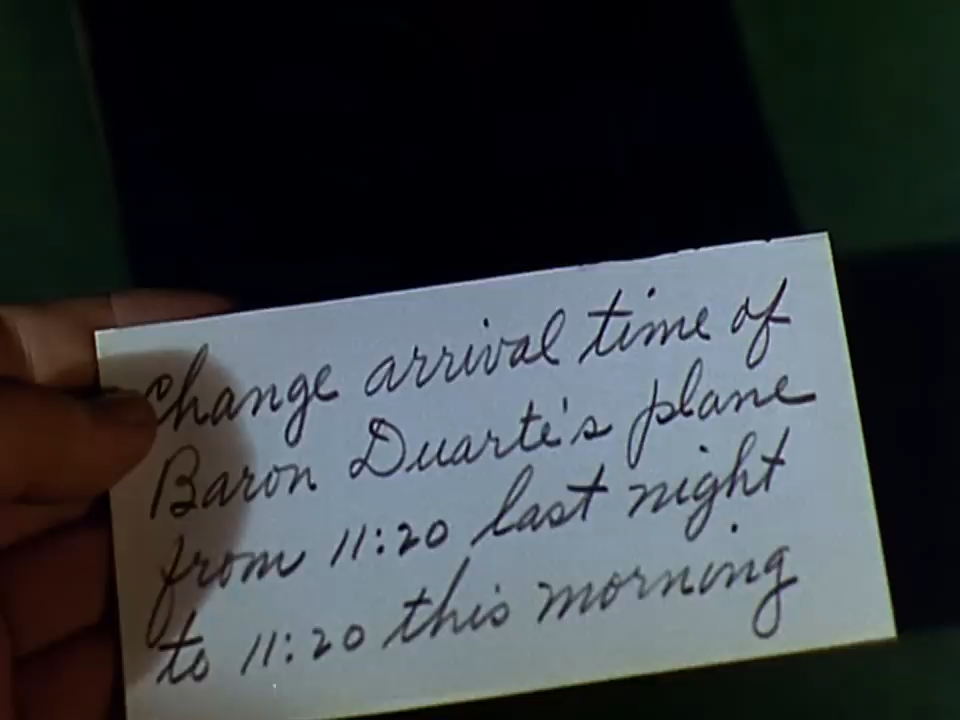 Change arrival time of
Baron Duarte's plane
from 11:20 last night
to 11:20 this morning